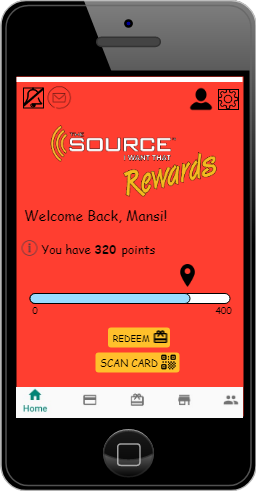 THE
SOURCE
I WANT THAT
Rewards
Welcome Back, Mansi!
You have 320 points
0 400
REDEEM
SCAN CARD
Home